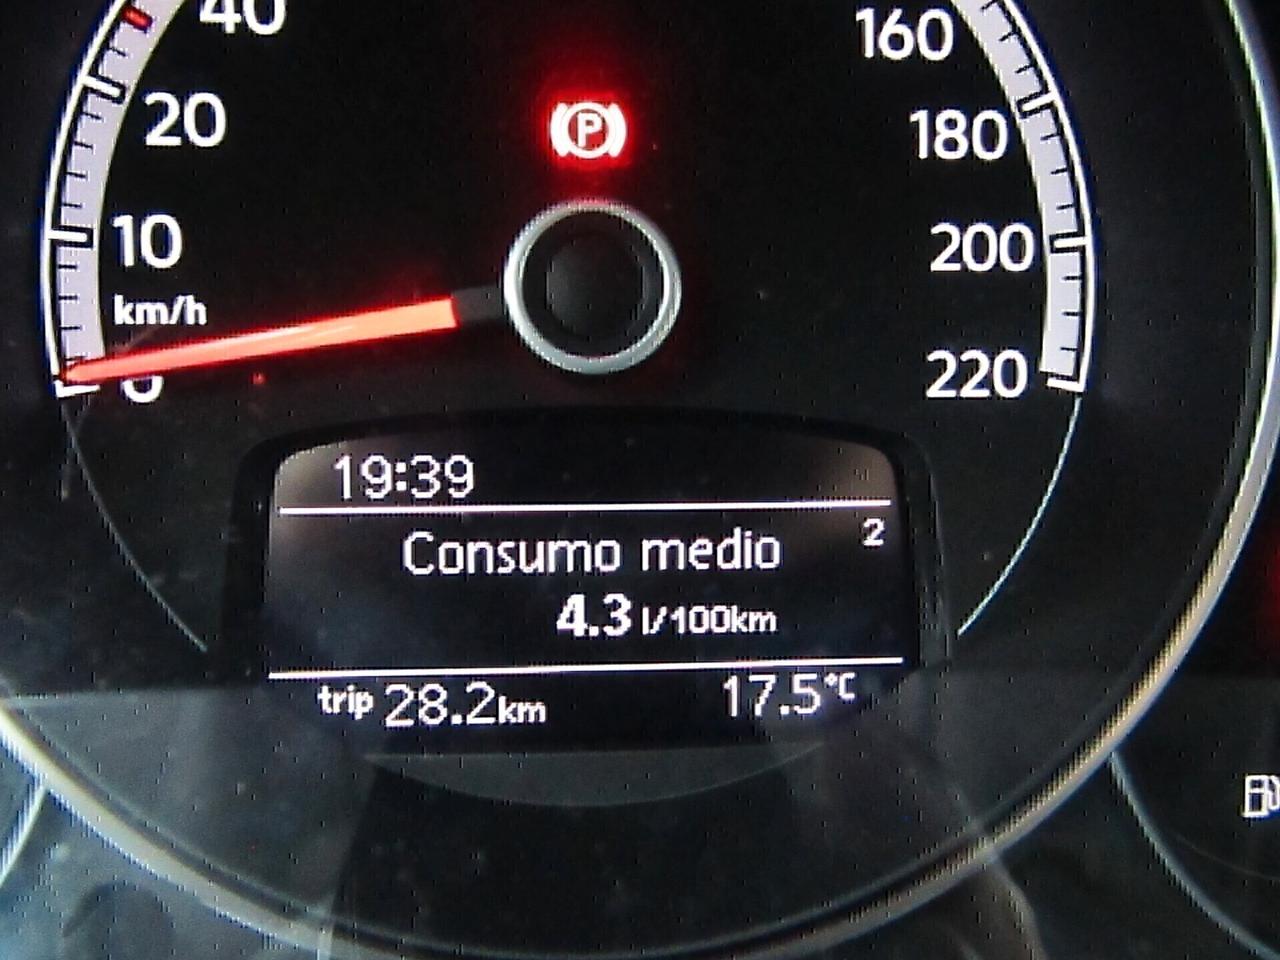 40
160
20
P
180
10
200
km/h
0
220
19:39
Consumo medio
2
4.3 l/100km
trip 28.2km
17.5°C